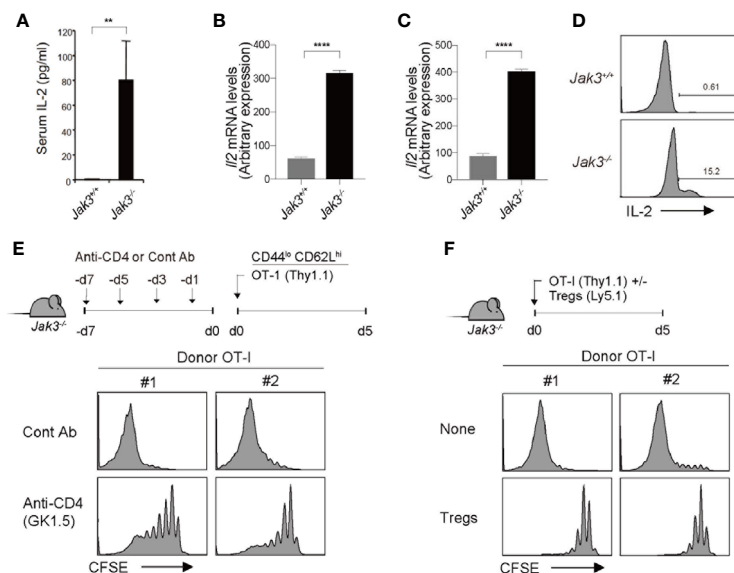 A
**
Serum IL-2 (pg/ml)
120
100
80
60
40
20
0
Jak3+/+
Jak3-/-
B
****
Il2 mRNA levels
(Arbitrary expression)
400
300
200
100
0
Jak3+/+
Jak3-/-
C
****
Il2 mRNA levels
(Arbitrary expression)
500
400
300
200
100
0
Jak3+/+
Jak3-/-
D
Jak3+/+
0.61
Jak3-/-
15.2
IL-2
E
Anti-CD4 or Cont Ab
-d7 -d5 -d3 -d1
CD44lo CD62Lhi
OT-1 (Thy1.1)
Jak3-/-
-d7 d0 d0 d5
Donor OT-I
#1 #2
Cont Ab
Anti-CD4
(GK1.5)
CFSE
F
OT-I (Thy1.1) +/-
Tregs (Ly5.1)
Jak3-/-
d0 d5
Donor OT-I
#1 #2
None
Tregs
CFSE